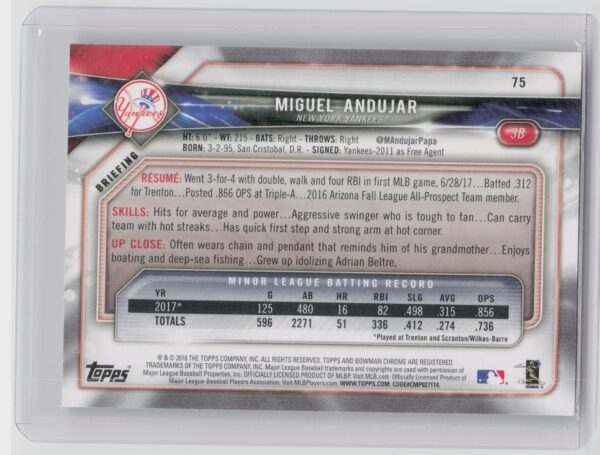 75
MIGUEL ANDUJAR
NEW YORK YANKEES™
3B
Yankees
HT: 6'0" · WT: 215 · BATS: Right · THROWS: Right @MAndujarPapa
BORN: 3-2-95, San Cristobal, D.R. · SIGNED: Yankees-2011 as Free Agent
BRIEFING
RÉSUMÉ: Went 3-for-4 with double, walk and four RBI in first MLB game, 6/28/17...Batted .312
for Trenton...Posted .866 OPS at Triple-A...2016 Arizona Fall League All-Prospect Team member.
SKILLS: Hits for average and power...Aggressive swinger who is tough to fan...Can carry
team with hot streaks...Has quick first step and strong arm at hot corner.
UP CLOSE: Often wears chain and pendant that reminds him of his grandmother...Enjoys
boating and deep-sea fishing...Grew up idolizing Adrian Beltre.
MINOR LEAGUE BATTING RECORD
YR G AB HR RBI SLG AVG OPS
2017* 125 480 16 82 .498 .315 .856
TOTALS 596 2271 51 336 .412 .274 .736
*Played at Trenton and Scranton/Wilkes-Barre
Topps
® & © 2018 THE TOPPS COMPANY, INC. ALL RIGHTS RESERVED. TOPPS AND BOWMAN CHROME ARE REGISTERED
TRADEMARKS OF THE TOPPS COMPANY, INC. Major League Baseball trademarks and copyrights are used with permission of
Major League Baseball Properties, Inc. OFFICIALLY LICENSED PRODUCT OF MLBP Visit MLB.com. Officially Licensed Product of
Major League Baseball Players Association. Visit MLBPlayers.com. WWW.TOPPS.COM. CODE#CMP027114.